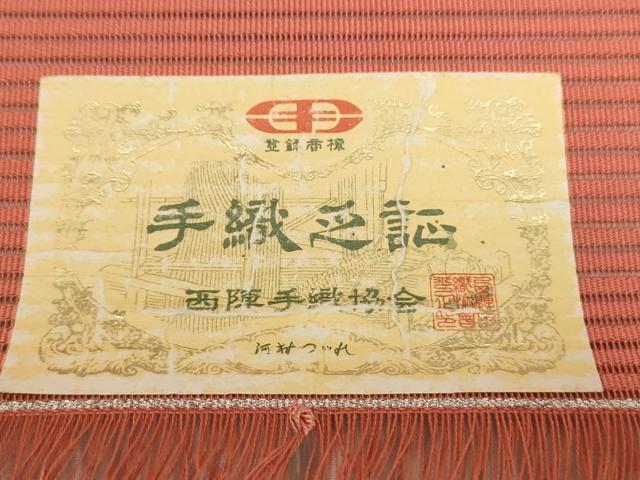 登録商標
手織之証
西陣手織協会
河村つづれ